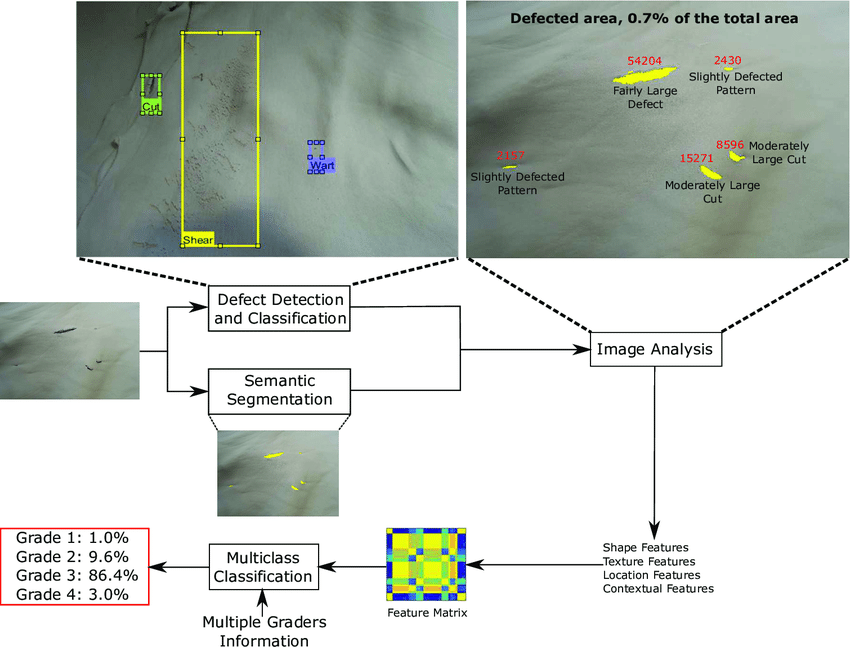 Defected area, 0.7% of the total area
54204
2430
Fairly Large
Defect
Slightly Defected
Pattern
Cut
Wart
Shear
2157
Slightly Defected
Pattern
8596
Moderately
Large Cut
15271
Moderately Large
Cut
Defect Detection
and Classification
Image Analysis
Semantic
Segmentation
Grade 1: 1.0%
Grade 2: 9.6%
Grade 3: 86.4%
Grade 4: 3.0%
Multiclass
Classification
Multiple Graders
Information
Feature Matrix
Shape Features
Texture Features
Location Features
Contextual Features